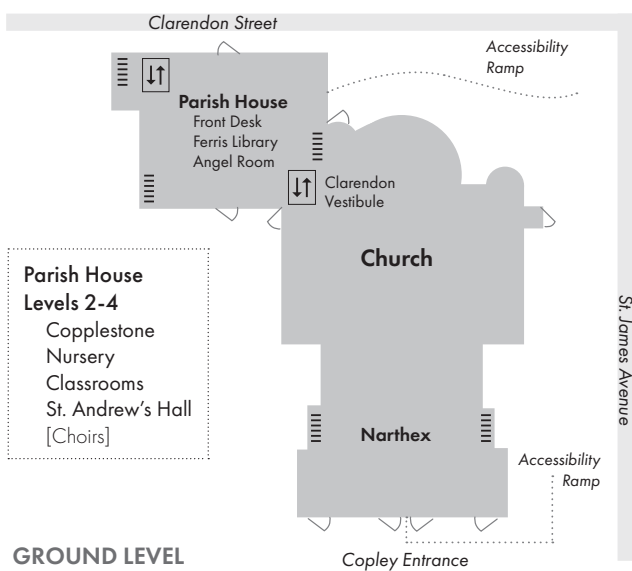 Clarendon Street
Accessibility
Ramp
Parish House
Front Desk
Ferris Library
Angel Room
Clarendon
Vestibule
Church
Parish House
Levels 2-4
Copplestone
Nursery
Classrooms
St. Andrew's Hall
[Choirs]
St. James Avenue
Narthex
Accessibility
Ramp
GROUND LEVEL
Copley Entrance